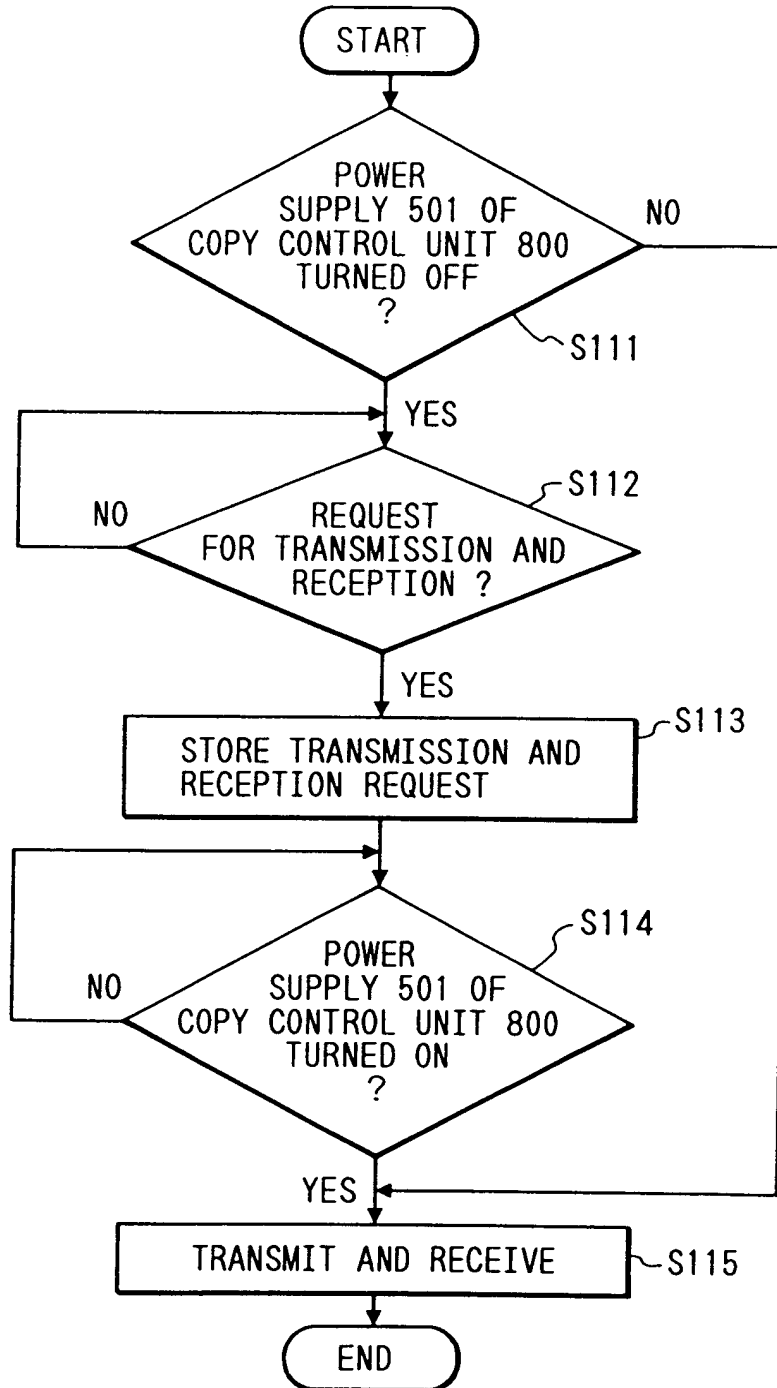 START
POWER
SUPPLY 501 OF
COPY CONTROL UNIT 800
TURNED OFF
?
NO
S111
YES
S112
REQUEST
FOR TRANSMISSION AND
RECEPTION ?
NO
YES
S113
STORE TRANSMISSION AND
RECEPTION REQUEST
S114
POWER
SUPPLY 501 OF
COPY CONTROL UNIT 800
TURNED ON
?
NO
YES
TRANSMIT AND RECEIVE
S115
END